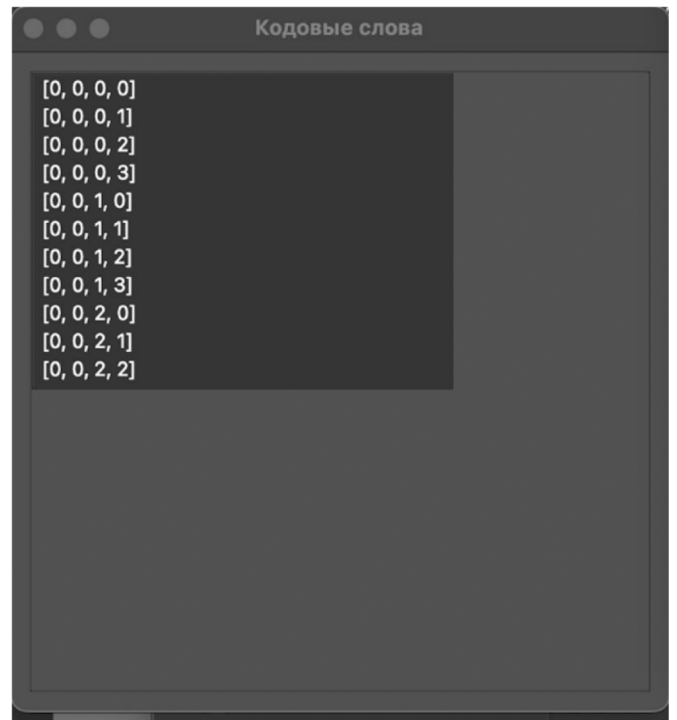 Кодовые слова
[0, 0, 0, 0]
[0, 0, 0, 1]
[0, 0, 0, 2]
[0, 0, 0, 3]
[0, 0, 1, 0]
[0, 0, 1, 1]
[0, 0, 1, 2]
[0, 0, 1, 3]
[0, 0, 2, 0]
[0, 0, 2, 1]
[0, 0, 2, 2]